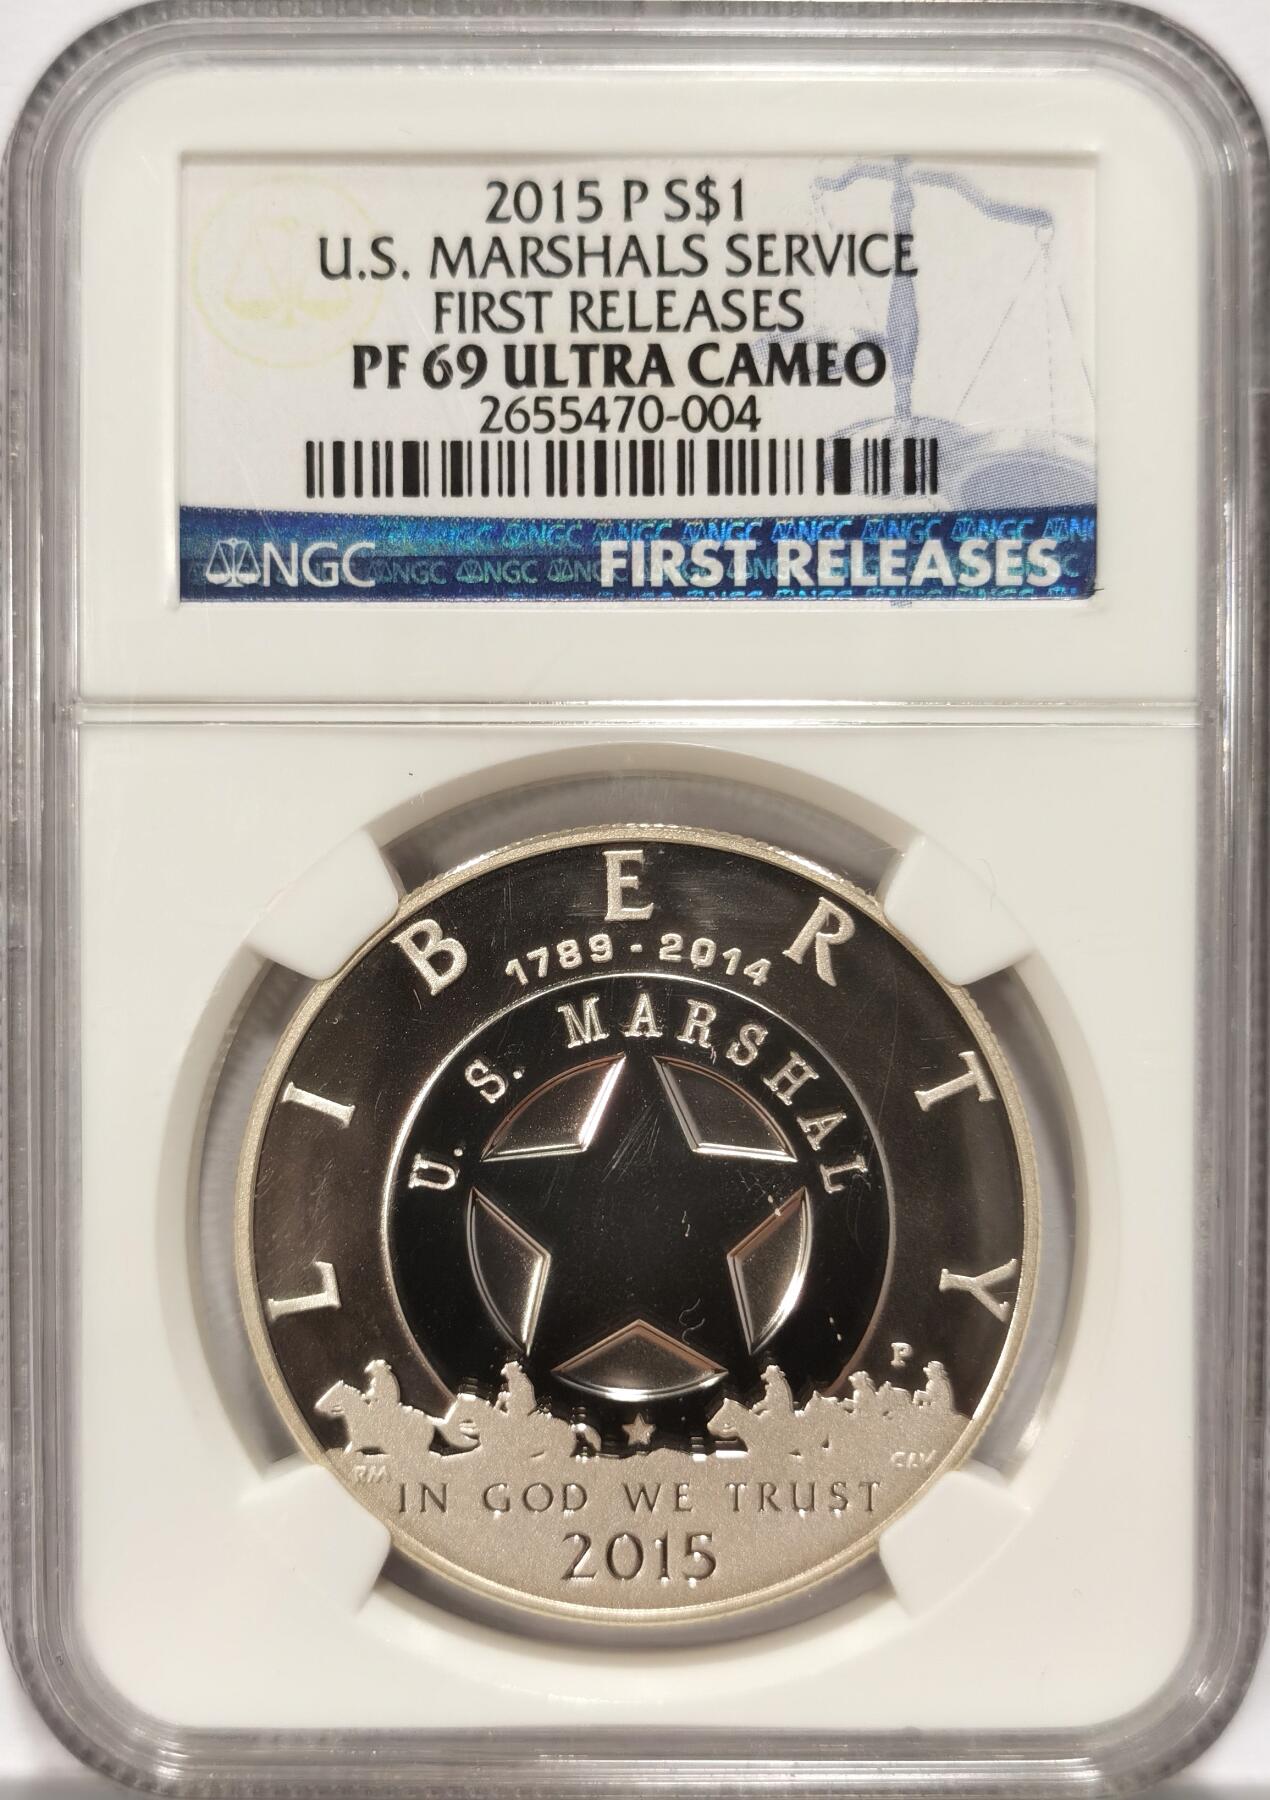 2015 P S$1
U.S. MARSHALS SERVICE
FIRST RELEASES
PF 69 ULTRA CAMEO
2655470-004
NGC
FIRST RELEASES
LIBERTY
1789 - 2014
U. S. MARSHAL
P
RM
IN GOD WE TRUST
2015